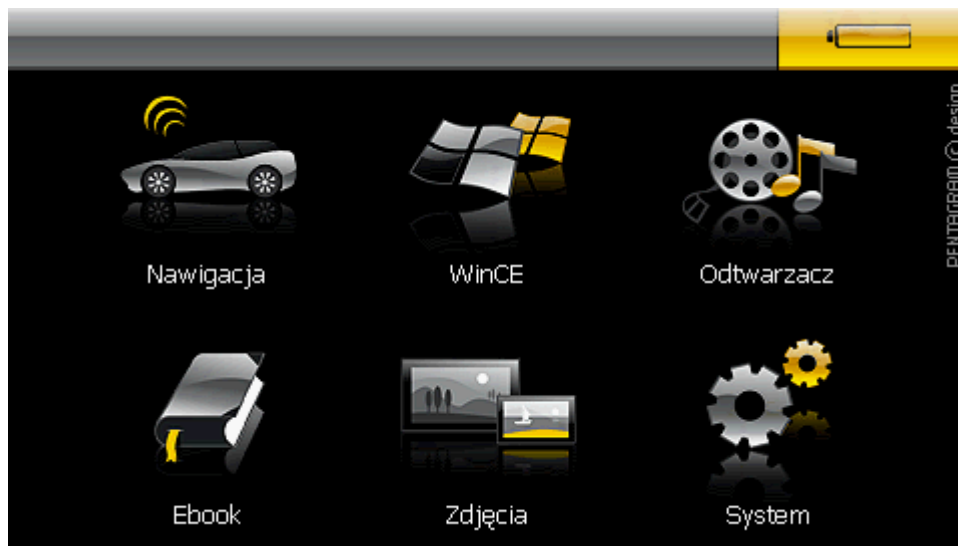 Nawigacja
WinCE
Odtwarzacz
Ebook
Zdjęcia
System
PENTAGRAM (C) design